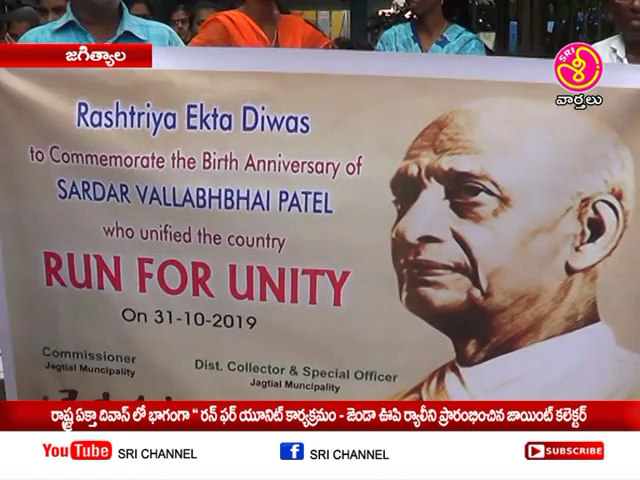 జగిత్యాల
SRI
శ్రీ
వార్తలు
Rashtriya Ekta Diwas
to Commemorate the Birth Anniversary of
SARDAR VALLABHBHAI PATEL
who unified the country
RUN FOR UNITY
On 31-10-2019
Commissioner
Jagtial Muncipality
Dist. Collector & Special Officer
Jagtial Muncipality
రాష్ట్ర ఏక్తా దివాస్ లో భాగంగా " రన్ ఫర్ యూనిట్ కార్యక్రమం - జెండా ఊపి ర్యాలీని ప్రారంభించిన జాయింట్ కలెక్టర్
YouTube SRI CHANNEL
f SRI CHANNEL
SUBSCRIBE